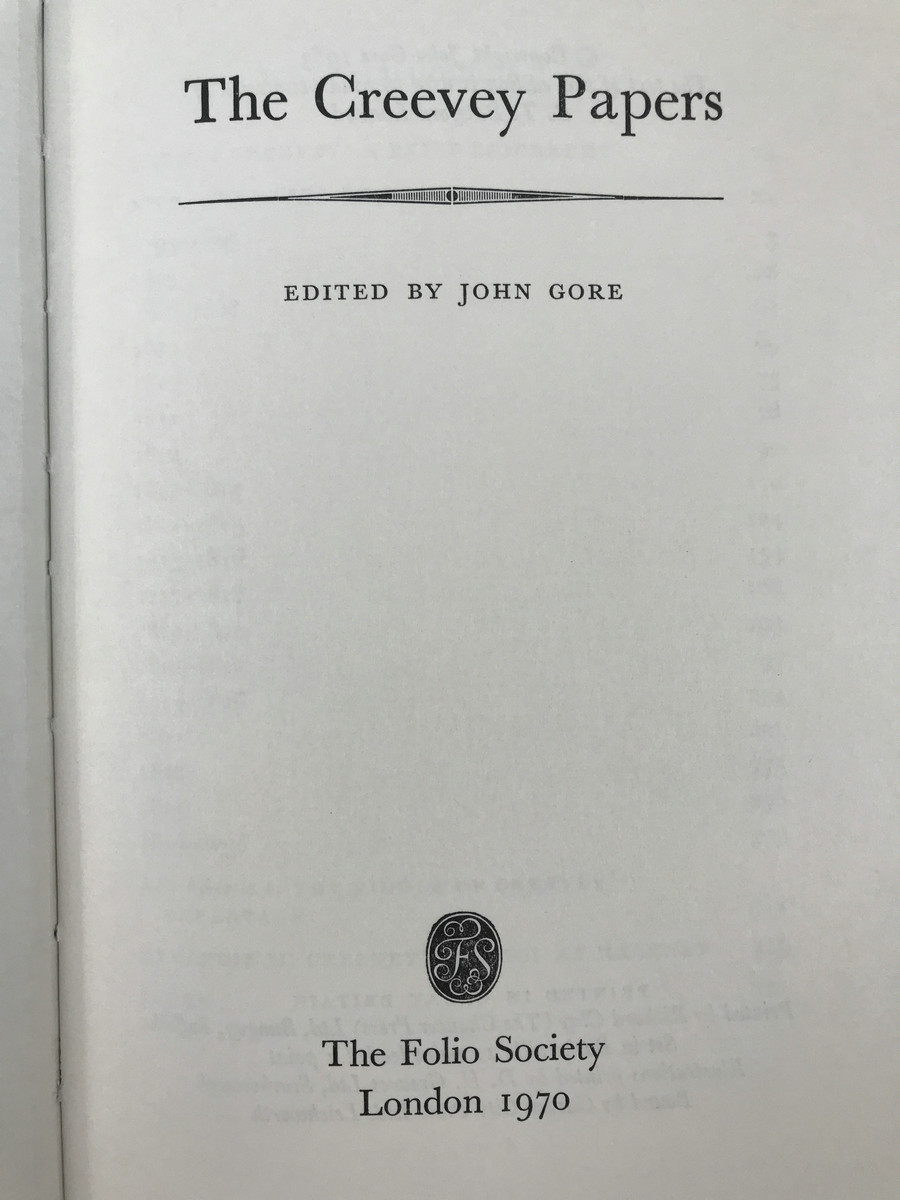 The Creevey Papers
EDITED BY JOHN GORE
FS
The Folio Society
London 1970